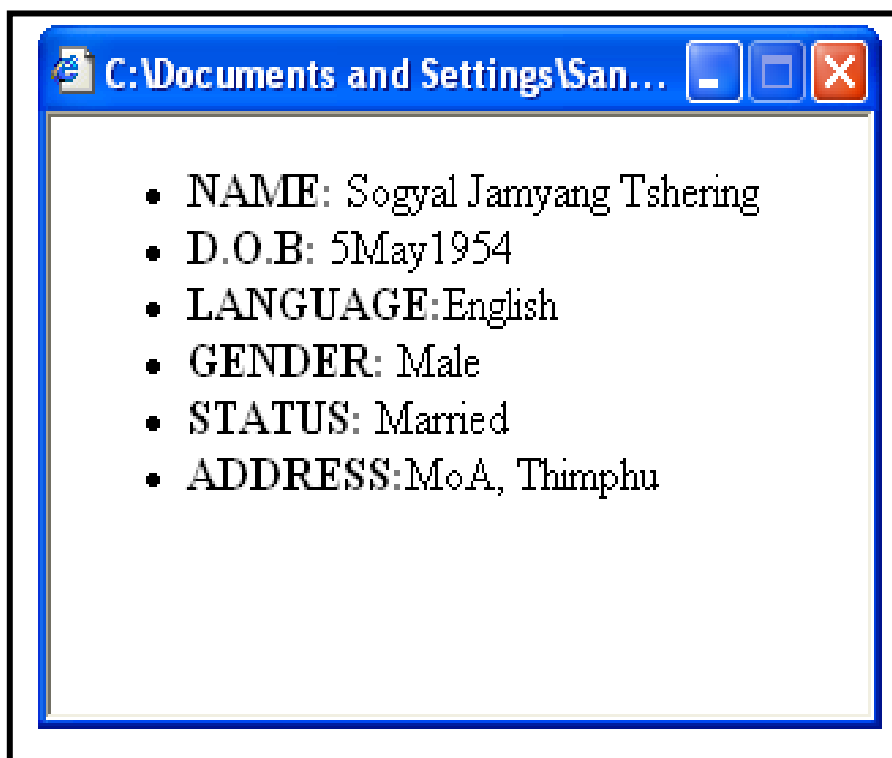 C:\Documents and Settings\San...
• NAME: Sogyal Jamyang Tshering
• D.O.B: 5May1954
• LANGUAGE:English
• GENDER: Male
• STATUS: Married
• ADDRESS:MoA, Thimphu